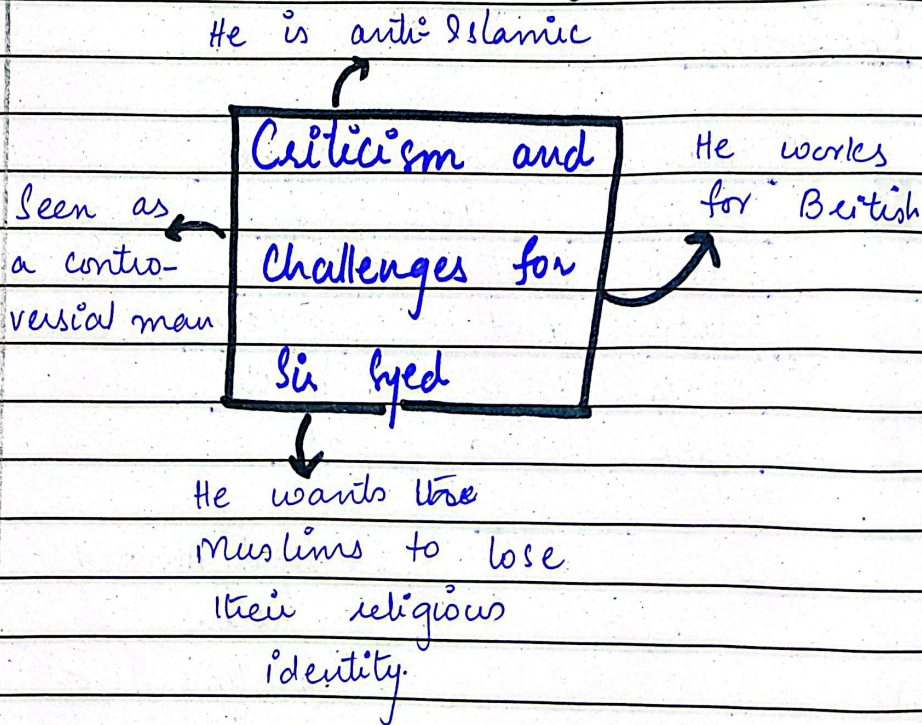 He is anti-Islamic
Criticism and
Challenges for
Sir Syed
He works
for British
Seen as
a contro-
versial man
He wants
Muslims to lose
their religious
identity.